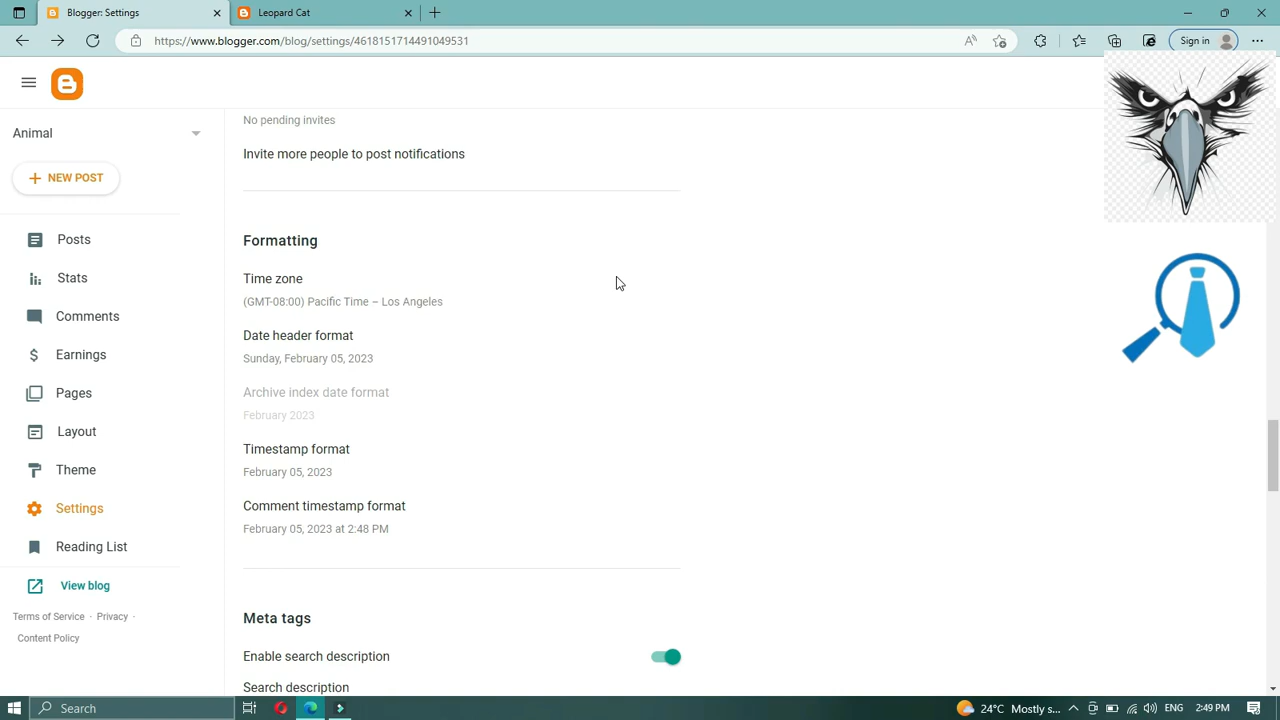 Blogger: Settings
Leopard Cat
https://www.blogger.com/blog/settings/4618151714491049531
Sign in
Animal
NEW POST
Posts
Stats
Comments
Earnings
Pages
Layout
Theme
Settings
Reading List
View blog
Terms of Service · Privacy ·
Content Policy
No pending invites
Invite more people to post notifications
Formatting
Time zone
(GMT-08:00) Pacific Time – Los Angeles
Date header format
Sunday, February 05, 2023
Archive index date format
February 2023
Timestamp format
February 05, 2023
Comment timestamp format
February 05, 2023 at 2:48 PM
Meta tags
Enable search description
Search description
Search
24°C Mostly s...
ENG
2:49 PM